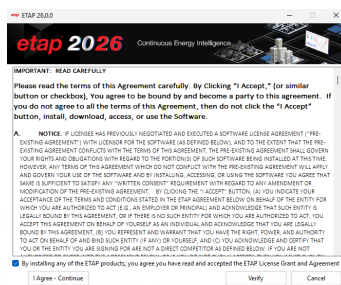 etap ETAP 26.0.0
etap 2026
Continuous Energy Intelligence
IMPORTANT: READ CAREFULLY
Please read the terms of this Agreement carefully. By Clicking "I Accept," (or similar
button or checkbox), You agree to be bound by and become a party to this agreement. If
you do not agree to all the terms of this Agreement, then do not click the "I Accept"
button, install, download, access, or use the Software.
A. NOTICE. IF LICENSEE HAS PREVIOUSLY NEGOTIATED AND EXECUTED A SOFTWARE LICENSE AGREEMENT ("PRE-
EXISTING AGREEMENT") WITH LICENSOR FOR THE SOFTWARE (AS DEFINED BELOW), AND TO THE EXTENT THAT THE PRE-
EXISTING AGREEMENT CONFLICTS WITH THE TERMS OF THIS AGREEMENT, THE PRE-EXISTING AGREEMENT SHALL GOVERN
YOUR RIGHTS AND OBLIGATIONS WITH REGARD TO THE PORTION(S) OF SUCH SOFTWARE BEING INSTALLED AT THIS TIME.
HOWEVER, ANY TERMS OF THIS AGREEMENT WHICH DO NOT CONFLICT WITH THE PRE-EXISTING AGREEMENT WILL APPLY
AND GOVERN YOUR USE OF THE SOFTWARE AND BY INSTALLING, ACCESSING, OR USING THE SOFTWARE YOU AGREE THAT
SAME IS SUFFICIENT TO SATISFY ANY "WRITTEN CONSENT" REQUIREMENT WITH REGARD TO ANY AMENDMENT OR
MODIFICATION OF THE PRE-EXISTING AGREEMENT. BY CLICKING THE "I ACCEPT" BUTTON, (A) YOU INDICATE YOUR
ACCEPTANCE OF THE TERMS AND CONDITIONS STATED IN THE ETAP AGREEMENT BELOW ON BEHALF OF THE ENTITY FOR
WHICH YOU ARE AUTHORIZED TO ACT (E.G., AN EMPLOYER OR PRINCIPAL) AND ACKNOWLEDGE THAT SUCH ENTITY IS
LEGALLY BOUND BY THIS AGREEMENT, OR IF THERE IS NO SUCH ENTITY FOR WHICH YOU ARE AUTHORIZED TO ACT, YOU
ACCEPT THIS AGREEMENT ON BEHALF OF YOURSELF AS AN INDIVIDUAL AND ACKNOWLEDGE THAT YOU ARE LEGALLY
BOUND BY THIS AGREEMENT, (B) YOU REPRESENT AND WARRANT THAT YOU HAVE THE RIGHT, POWER, AND AUTHORITY
TO ACT ON BEHALF OF AND BIND SUCH ENTITY (IF ANY) OR YOURSELF, AND (C) YOU ACKNOWLEDGE AND CERTIFY THAT
YOU OR THE ENTITY YOU ARE SIGNING FOR ARE NOT A DIRECT COMPETITOR AS DEFINED BELOW. IF YOU ARE NOT
By installing any of the ETAP products, you agree you have read and accepted the ETAP License Grant and Agreement
I Agree - Continue
Verify
Cancel